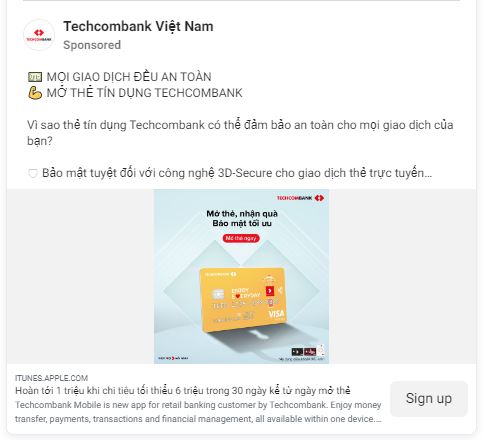 Techcombank Việt Nam
Sponsored
💵 MỌI GIAO DỊCH ĐỀU AN TOÀN
💪 MỞ THẺ TÍN DỤNG TECHCOMBANK
Vì sao thẻ tín dụng Techcombank có thể đảm bảo an toàn cho mọi giao dịch của
bạn?
🛡 Bảo mật tuyệt đối với công nghệ 3D-Secure cho giao dịch thẻ trực tuyến...
TECHCOMBANK
Mở thẻ, nhận quà
Bảo mật tối ưu
Mở thẻ ngay
TECHCOMBANK
ENJOY
EVERYDAY
VISA
ITUNES.APPLE.COM
Hoàn tới 1 triệu khi chi tiêu tối thiểu 6 triệu trong 30 ngày kể từ ngày mở thẻ
Techcombank Mobile is new app for retail banking customer by Techcombank. Enjoy money
transfer, payments, transactions and financial management, all available within one device....
Sign up